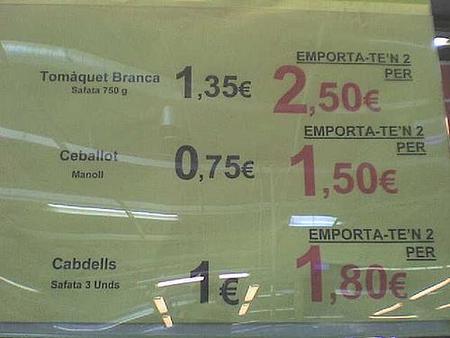 Tomàquet Branca 1,35€ EMPORTA-TE'N 2 PER 2,50€
Safata 750 g
Ceballot 0,75€ EMPORTA-TE'N 2 PER 1,50€
Manoll
Cabdells 1€ EMPORTA-TE'N 2 PER 1,80€
Safata 3 Unds